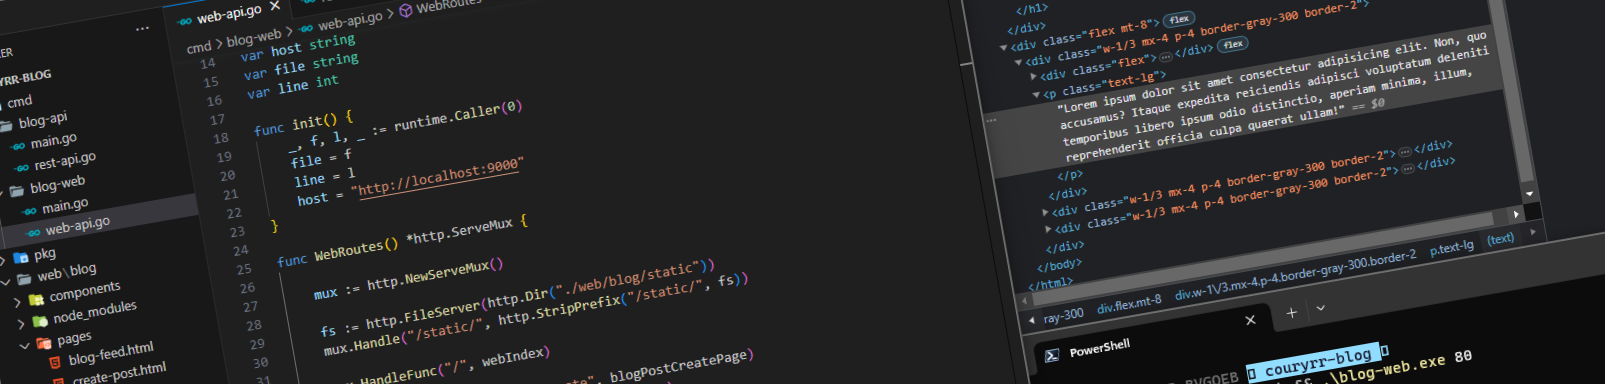 YRR-BLOG
cmd
blog-api
main.go
rest-api.go
blog-web
main.go
web-api.go
pkg
web\blog
components
node_modules
pages
blog-feed.html
create-post.html
web-api.go
cmd > blog-web > web-api.go > WebRoutes
14 var host string
15 var file string
16 var line int
17
18 func init() {
19 _, f, l, _ := runtime.Caller(0)
20 file = f
21 line = l
22 host = "http://localhost:9000"
23 }
24
25 func WebRoutes() *http.ServeMux {
26
27 mux := http.NewServeMux()
28
29 fs := http.FileServer(http.Dir("./web/blog/static"))
30 mux.Handle("/static/", http.StripPrefix("/static/", fs))
31
HandleFunc("/", webIndex)
blogPostCreatePage)
</h1>
</div>
<div class="flex mt-8"> flex
<div class="w-1/3 mx-4 p-4 border-gray-300 border-2">
<div class="flex">…</div> flex
<p class="text-lg">
"Lorem ipsum dolor sit amet consectetur adipisicing elit. Non, quo
accusamus? Itaque expedita reiciendis adipisci voluptatum deleniti
temporibus libero ipsum odio distinctio, aperiam minima, illum,
reprehenderit officia culpa quaerat ullam!" == $0
</p>
</div>
<div class="w-1/3 mx-4 p-4 border-gray-300 border-2">…</div>
<div class="w-1/3 mx-4 p-4 border-gray-300 border-2">…</div>
</div>
</body>
</html>
ray-300 div.flex.mt-8 div.w-1\/3.mx-4.p-4.border-gray-300.border-2 p.text-lg (text)
PowerShell
couryrr-blog
.\blog-web.exe 80